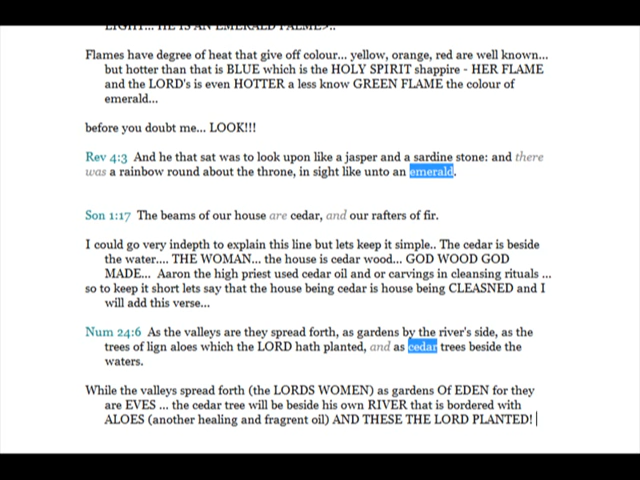 LIGHT... HE IS AN EMERALD FALME>..
Flames have degree of heat that give off colour... yellow, orange, red are well known...
but hotter than that is BLUE which is the HOLY SPIRIT shappire - HER FLAME
and the LORD's is even HOTTER a less know GREEN FLAME the colour of
emerald...
before you doubt me... LOOK!!!
Rev 4:3 And he that sat was to look upon like a jasper and a sardine stone: and there
was a rainbow round about the throne, in sight like unto an emerald.
Son 1:17 The beams of our house are cedar, and our rafters of fir.
I could go very indepth to explain this line but lets keep it simple.. The cedar is beside
the water.... THE WOMAN... the house is cedar wood... GOD WOOD GOD
MADE... Aaron the high priest used cedar oil and or carvings in cleansing rituals ...
so to keep it short lets say that the house being cedar is house being CLEASNED and I
will add this verse...
Num 24:6 As the valleys are they spread forth, as gardens by the river's side, as the
trees of lign aloes which the LORD hath planted, and as cedar trees beside the
waters.
While the valleys spread forth (the LORDS WOMEN) as gardens Of EDEN for they
are EVES ... the cedar tree will be beside his own RIVER that is bordered with
ALOES (another healing and fragrent oil) AND THESE THE LORD PLANTED!